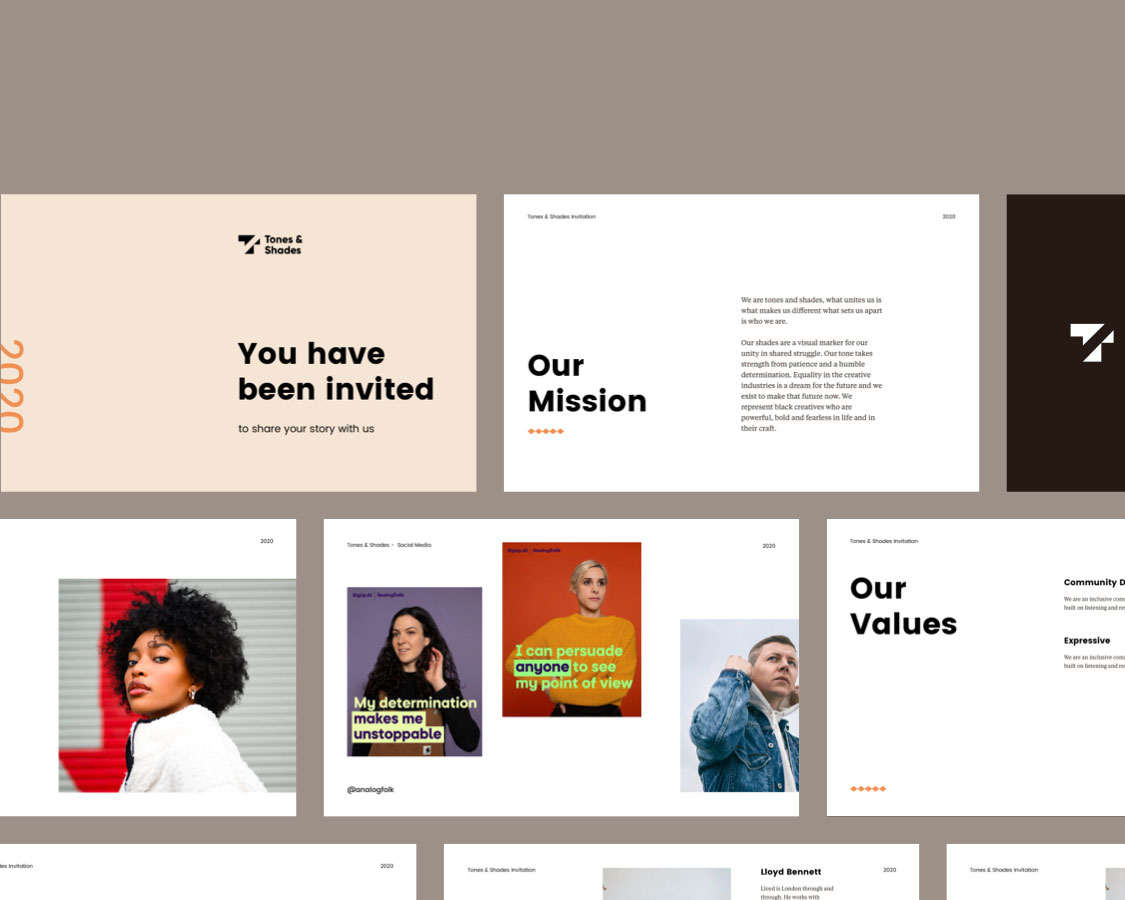 2020
Tones &
Shades
You have
been invited
to share your story with us
Tones & Shades Invitation
2020
Our
Mission
We are tones and shades, what unites us is
what makes us different what sets us apart
is who we are.
Our shades are a visual marker for our
unity in shared struggle. Our tone takes
strength from patience and a humble
determination. Equality in the creative
industries is a dream for the future and we
exist to make that future now. We
represent black creatives who are
powerful, bold and fearless in life and in
their craft.
2020
Tones & Shades - Social Media
2020
My determination
makes me
unstoppable
I can persuade
anyone to see
my point of view
@analogfolk
Tones & Shades Invitation
Our
Values
Community D
We are an inclusive com
built on listening and re
Expressive
We are an inclusive com
built on listening and re
es Invitation
2020
Tones & Shades Invitation
Lloyd Bennett
2020
Lloyd is London through and
through. He works with
Tones & Shades Invitation